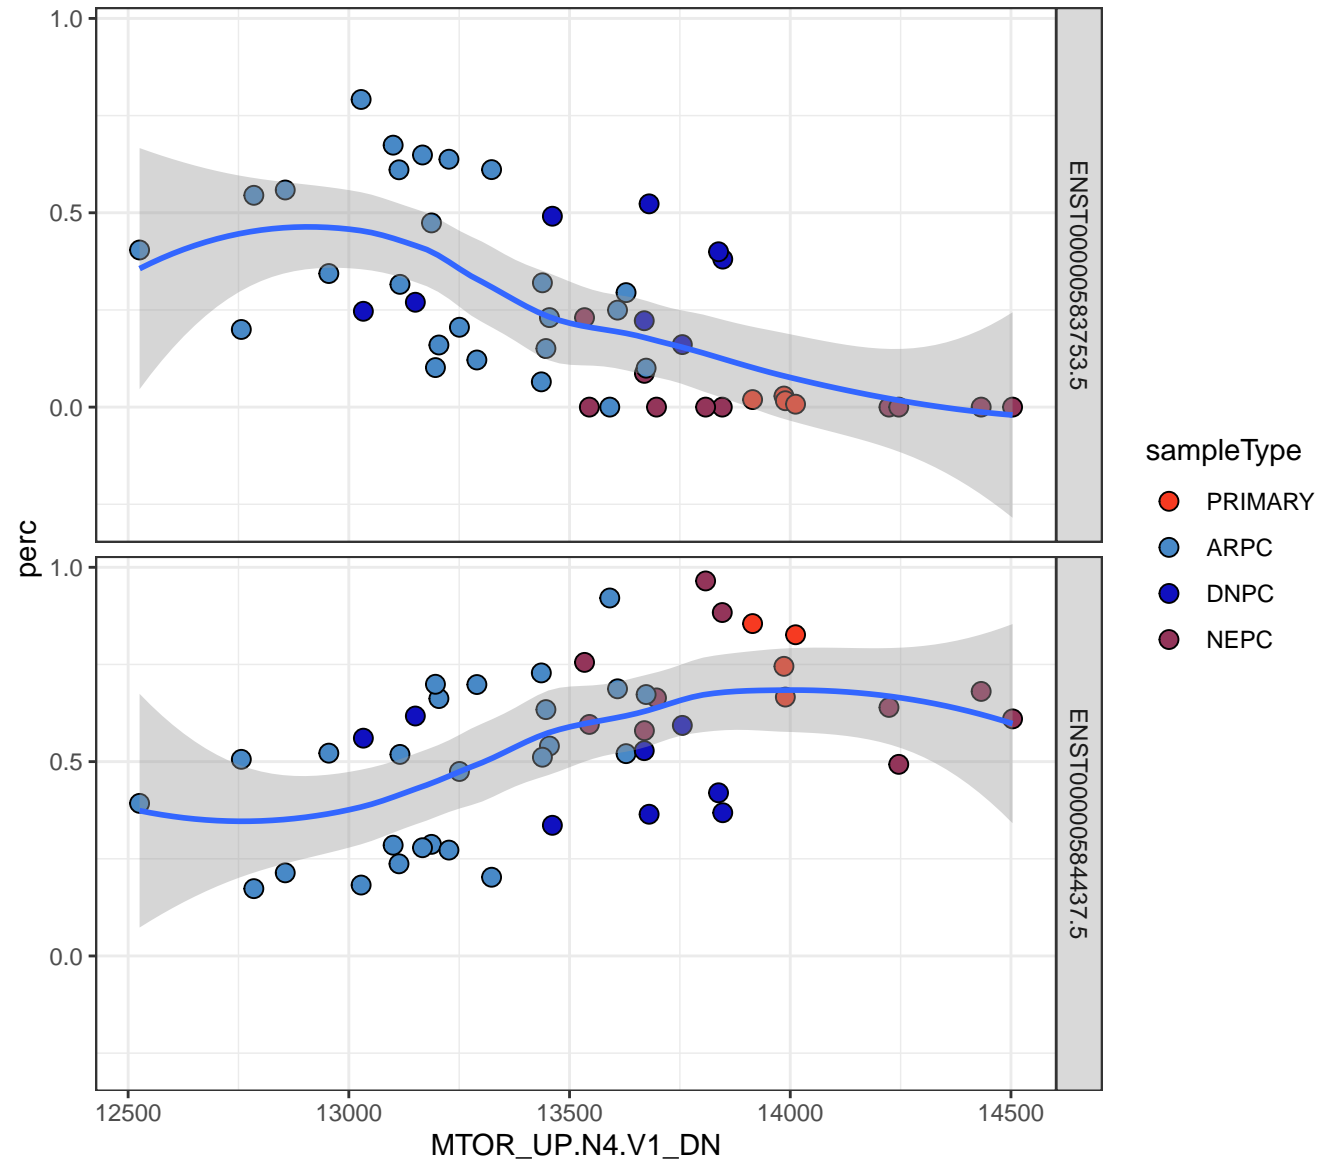 1.0
0.5
0.0
ENST00000583753.5
1.0
0.5
0.0
ENST00000584437.5
perc
12500 13000 13500 14000 14500
MTOR_UP.N4.V1_DN
sampleType
PRIMARY
ARPC
DNPC
NEPC